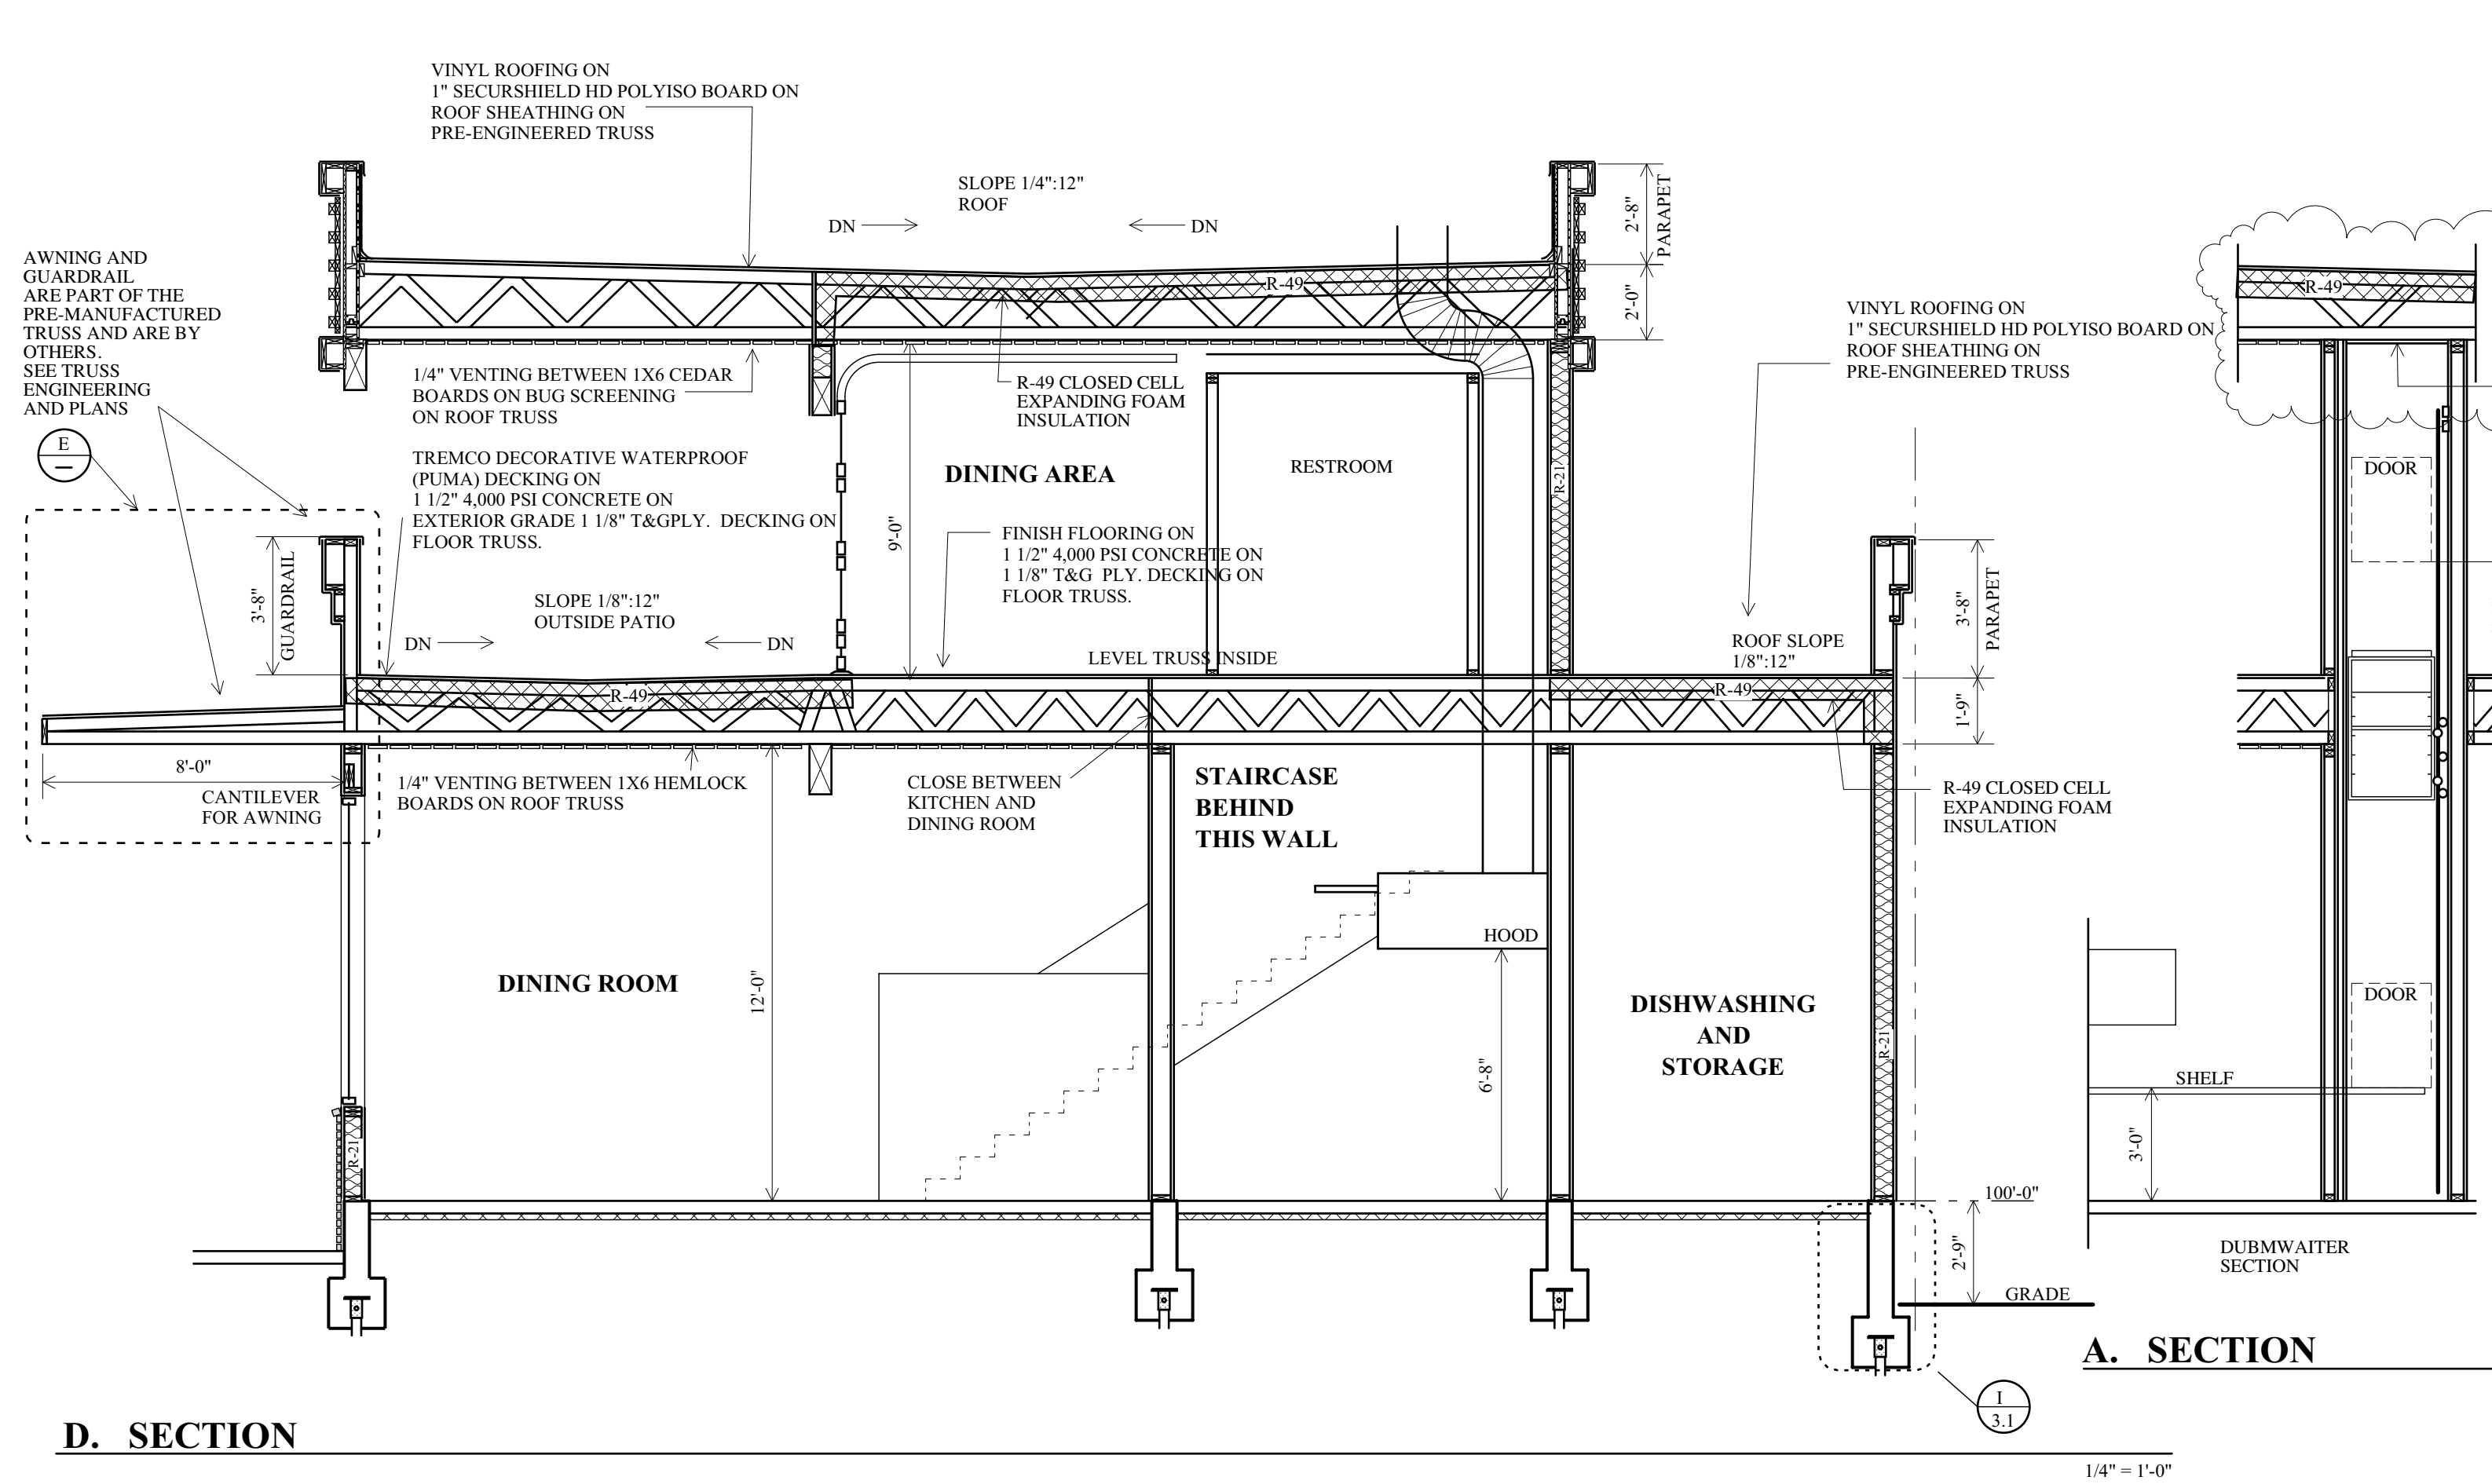 VINYL ROOFING ON
1" SECURSHIELD HD POLYISO BOARD ON
ROOF SHEATHING ON
PRE-ENGINEERED TRUSS
SLOPE 1/4":12"
ROOF
DN
DN
2'-8"
PARAPET
2'-0"
R-49
AWNING AND
GUARDRAIL
ARE PART OF THE
PRE-MANUFACTURED
TRUSS AND ARE BY
OTHERS.
SEE TRUSS
ENGINEERING
AND PLANS
E
1/4" VENTING BETWEEN 1X6 CEDAR
BOARDS ON BUG SCREENING
ON ROOF TRUSS
R-49 CLOSED CELL
EXPANDING FOAM
INSULATION
VINYL ROOFING ON
1" SECURSHIELD HD POLYISO BOARD ON
ROOF SHEATHING ON
PRE-ENGINEERED TRUSS
R-49
TREMCO DECORATIVE WATERPROOF
(PUMA) DECKING ON
1 1/2" 4,000 PSI CONCRETE ON
EXTERIOR GRADE 1 1/8" T&GPLY. DECKING ON
FLOOR TRUSS.
DINING AREA
RESTROOM
R-21
DOOR
9'-0"
FINISH FLOORING ON
1 1/2" 4,000 PSI CONCRETE ON
1 1/8" T&G PLY. DECKING ON
FLOOR TRUSS.
3'-8"
GUARDRAIL
SLOPE 1/8":12"
OUTSIDE PATIO
DN
DN
LEVEL TRUSS INSIDE
ROOF SLOPE
1/8":12"
3'-8"
PARAPET
R-49
R-49
1'-9"
8'-0"
CANTILEVER
FOR AWNING
1/4" VENTING BETWEEN 1X6 HEMLOCK
BOARDS ON ROOF TRUSS
CLOSE BETWEEN
KITCHEN AND
DINING ROOM
STAIRCASE
BEHIND
THIS WALL
R-49 CLOSED CELL
EXPANDING FOAM
INSULATION
HOOD
DINING ROOM
12'-0"
6'-8"
DISHWASHING
AND
STORAGE
R-21
R-21
DOOR
SHELF
3'-0"
100'-0"
2'-9"
GRADE
DUBMWAITER
SECTION
A. SECTION
I
3.1
D. SECTION
1/4" = 1'-0"